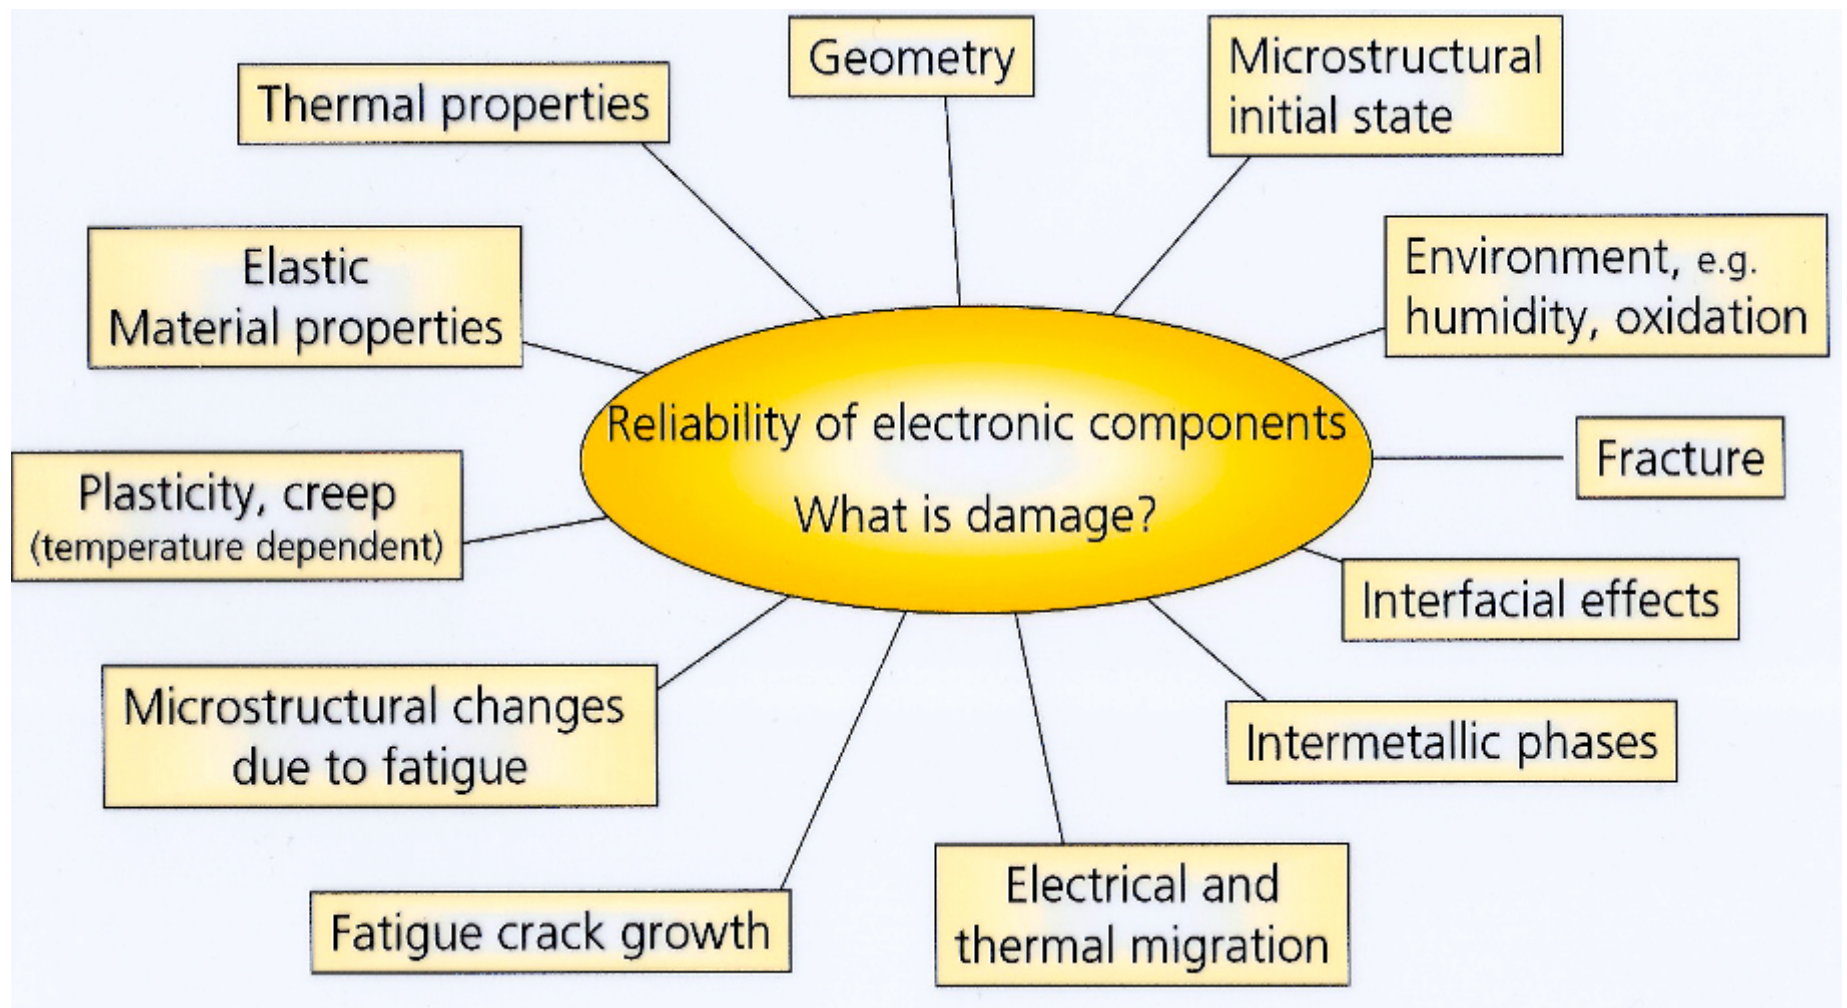 Geometry
Microstructural
initial state
Thermal properties
Elastic
Material properties
Environment, e.g.
humidity, oxidation
Reliability of electronic components
What is damage?
Fracture
Plasticity, creep
(temperature dependent)
Interfacial effects
Microstructural changes
due to fatigue
Intermetallic phases
Fatigue crack growth
Electrical and
thermal migration